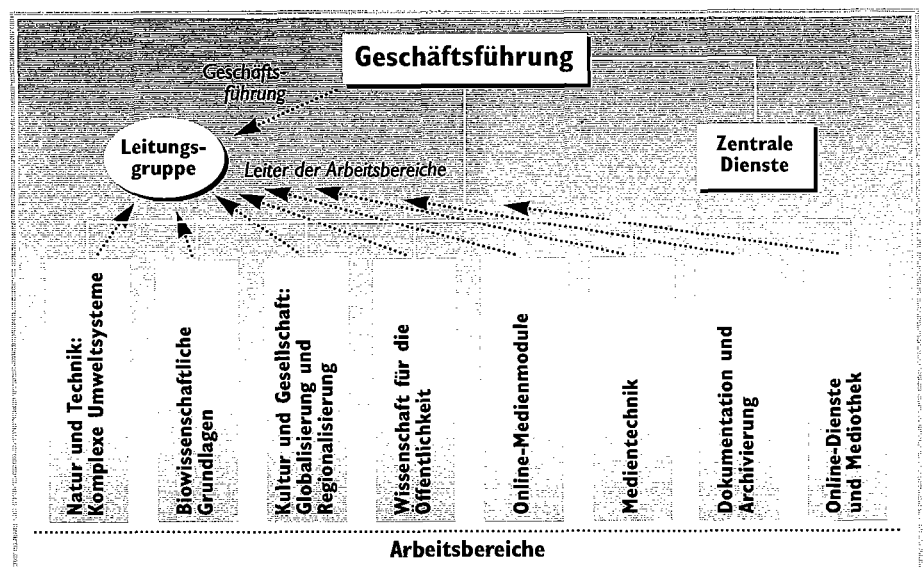 Geschäftsführung
Geschäfts-
führung
Leitungs-
gruppe
Leiter der Arbeitsbereiche
Zentrale
Dienste
Natur und Technik:
Komplexe Umweltsysteme
Biowissenschaftliche
Grundlagen
Kultur und Gesellschaft:
Globalisierung und
Regionalisierung
Wissenschaft für die
Öffentlichkeit
Online-Medienmodule
Medientechnik
Dokumentation und
Archivierung
Online-Dienste
und Mediothek
Arbeitsbereiche